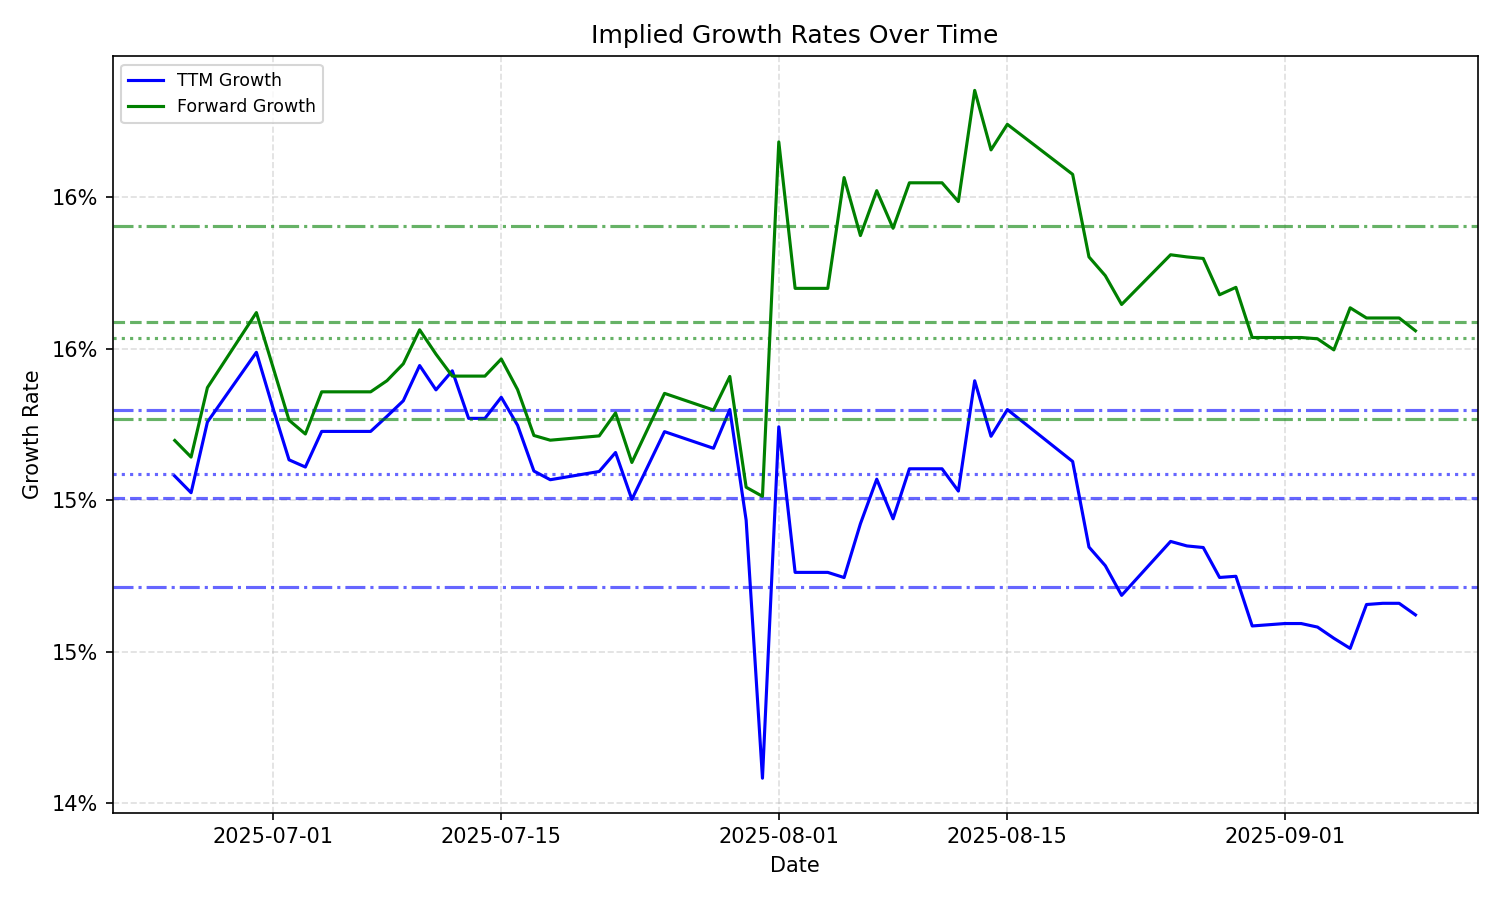 Implied Growth Rates Over Time
TTM Growth
Forward Growth
Growth Rate
16%
16%
15%
15%
14%
2025-07-01
2025-07-15
2025-08-01
2025-08-15
2025-09-01
Date